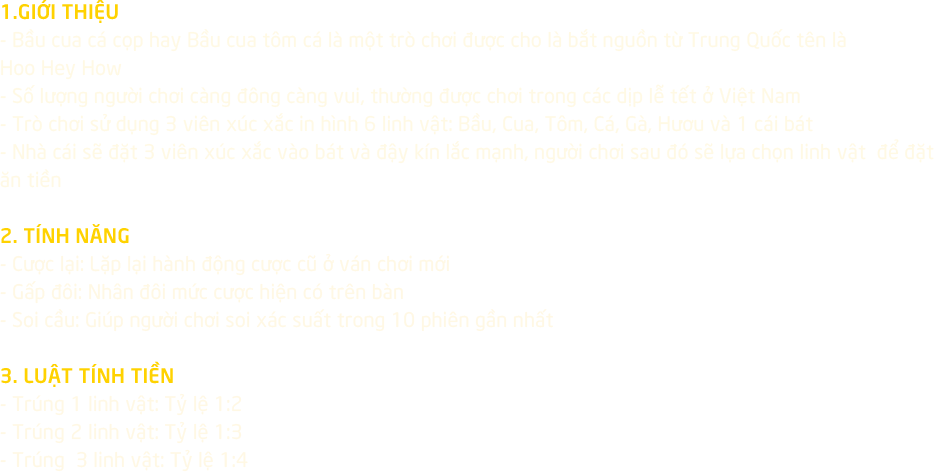 1.GIỚI THIỆU
- Bầu cua cá cọp hay Bầu cua tôm cá là một trò chơi được cho là bắt nguồn từ Trung Quốc tên là
Hoo Hey How
- Số lượng người chơi càng đông càng vui, thường được chơi trong các dịp lễ tết ở Việt Nam
- Trò chơi sử dụng 3 viên xúc xắc in hình 6 linh vật: Bầu, Cua, Tôm, Cá, Gà, Hươu và 1 cái bát
- Nhà cái sẽ đặt 3 viên xúc xắc vào bát và đậy kín lắc mạnh. người chơi sau đó sẽ lựa chọn linh vật để đặt
ăn tiền
2. TÍNH NĂNG
- Cược lại: Lặp lại hành động cược cũ ở ván chơi mới
- Gấp đôi: Nhân đôi mức cược hiện có trên bàn
- Soi cầu: Giúp người chơi soi xác suất trong 10 phiên gần nhất
3. LUẬT TÍNH TIỀN
- Trúng 1 linh vật: Tỷ lệ 1:2
- Trúng 2 linh vật: Tỷ lệ 1:3
- Trúng 3 linh vật: Tỷ lệ 1:4